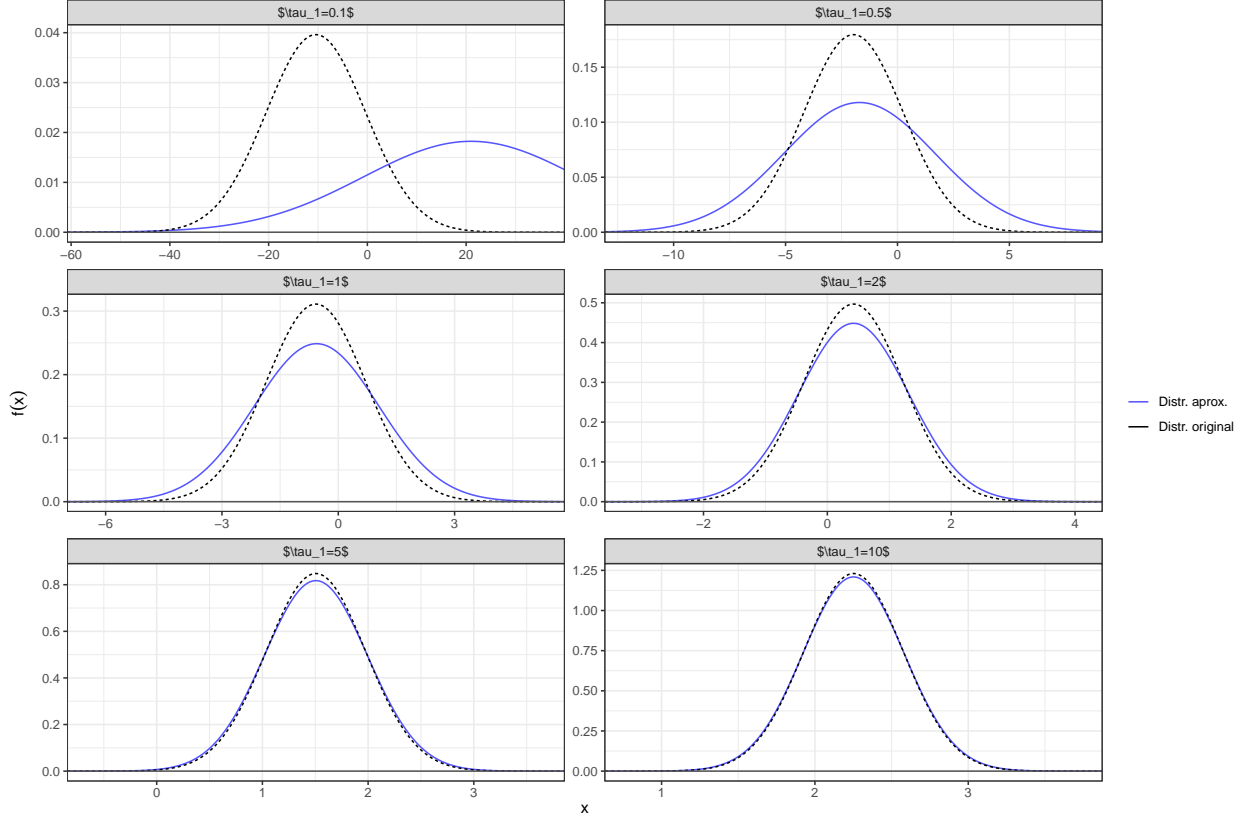 $\tau_1=0.1$
$\tau_1=0.5$
0.04
0.03
0.02
0.01
0.00
−60 −40 −20 0 20
0.15
0.10
0.05
0.00
−10 −5 0 5
$\tau_1=1$
$\tau_1=2$
0.3
0.2
0.1
0.0
−6 −3 0 3
0.5
0.4
0.3
0.2
0.1
0.0
−2 0 2 4
$\tau_1=5$
$\tau_1=10$
0.8
0.6
0.4
0.2
0.0
0 1 2 3
1.25
1.00
0.75
0.50
0.25
0.00
1 2 3
f(x)
x
Distr. aprox.
Distr. original